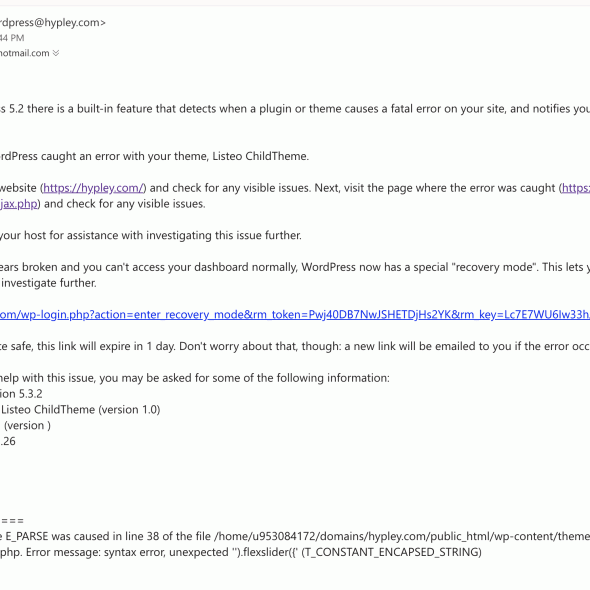 rdpress@hypley.com>
44 PM
hotmail.com
s 5.2 there is a built-in feature that detects when a plugin or theme causes a fatal error on your site, and notifies you
rdPress caught an error with your theme, Listeo ChildTheme.
website (https://hypley.com/) and check for any visible issues. Next, visit the page where the error was caught (https:
jax.php) and check for any visible issues.
your host for assistance with investigating this issue further.
ears broken and you can't access your dashboard normally, WordPress now has a special "recovery mode". This lets y
investigate further.
om/wp-login.php?action=enter_recovery_mode&rm_token=Pwj40DB7NwJSHETDjHs2YK&rm_key=Lc7E7WU6lw33h
te safe, this link will expire in 1 day. Don't worry about that, though: a new link will be emailed to you if the error occ
help with this issue, you may be asked for some of the following information:
ion 5.3.2
Listeo ChildTheme (version 1.0)
(version )
.26
===
e E_PARSE was caused in line 38 of the file /home/u953084172/domains/hypley.com/public_html/wp-content/theme
php. Error message: syntax error, unexpected '').flexslider({' (T_CONSTANT_ENCAPSED_STRING)